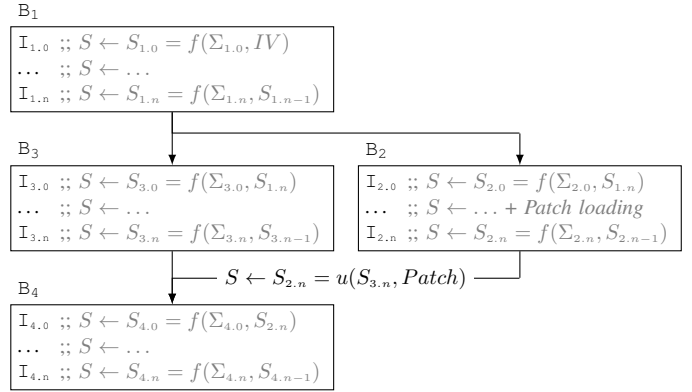 B₁
I₁.₀ ;; S ← S₁.₀ = f(Σ₁.₀, IV)
... ;; S ← ...
I₁.ₙ ;; S ← S₁.ₙ = f(Σ₁.ₙ, S₁.ₙ₋₁)
B₃
I₃.₀ ;; S ← S₃.₀ = f(Σ₃.₀, S₁.ₙ)
... ;; S ← ...
I₃.ₙ ;; S ← S₃.ₙ = f(Σ₃.ₙ, S₃.ₙ₋₁)
B₂
I₂.₀ ;; S ← S₂.₀ = f(Σ₂.₀, S₁.ₙ)
... ;; S ← ... + Patch loading
I₂.ₙ ;; S ← S₂.ₙ = f(Σ₂.ₙ, S₂.ₙ₋₁)
S ← S₂.ₙ = u(S₃.ₙ, Patch)
B₄
I₄.₀ ;; S ← S₄.₀ = f(Σ₄.₀, S₂.ₙ)
... ;; S ← ...
I₄.ₙ ;; S ← S₄.ₙ = f(Σ₄.ₙ, S₄.ₙ₋₁)